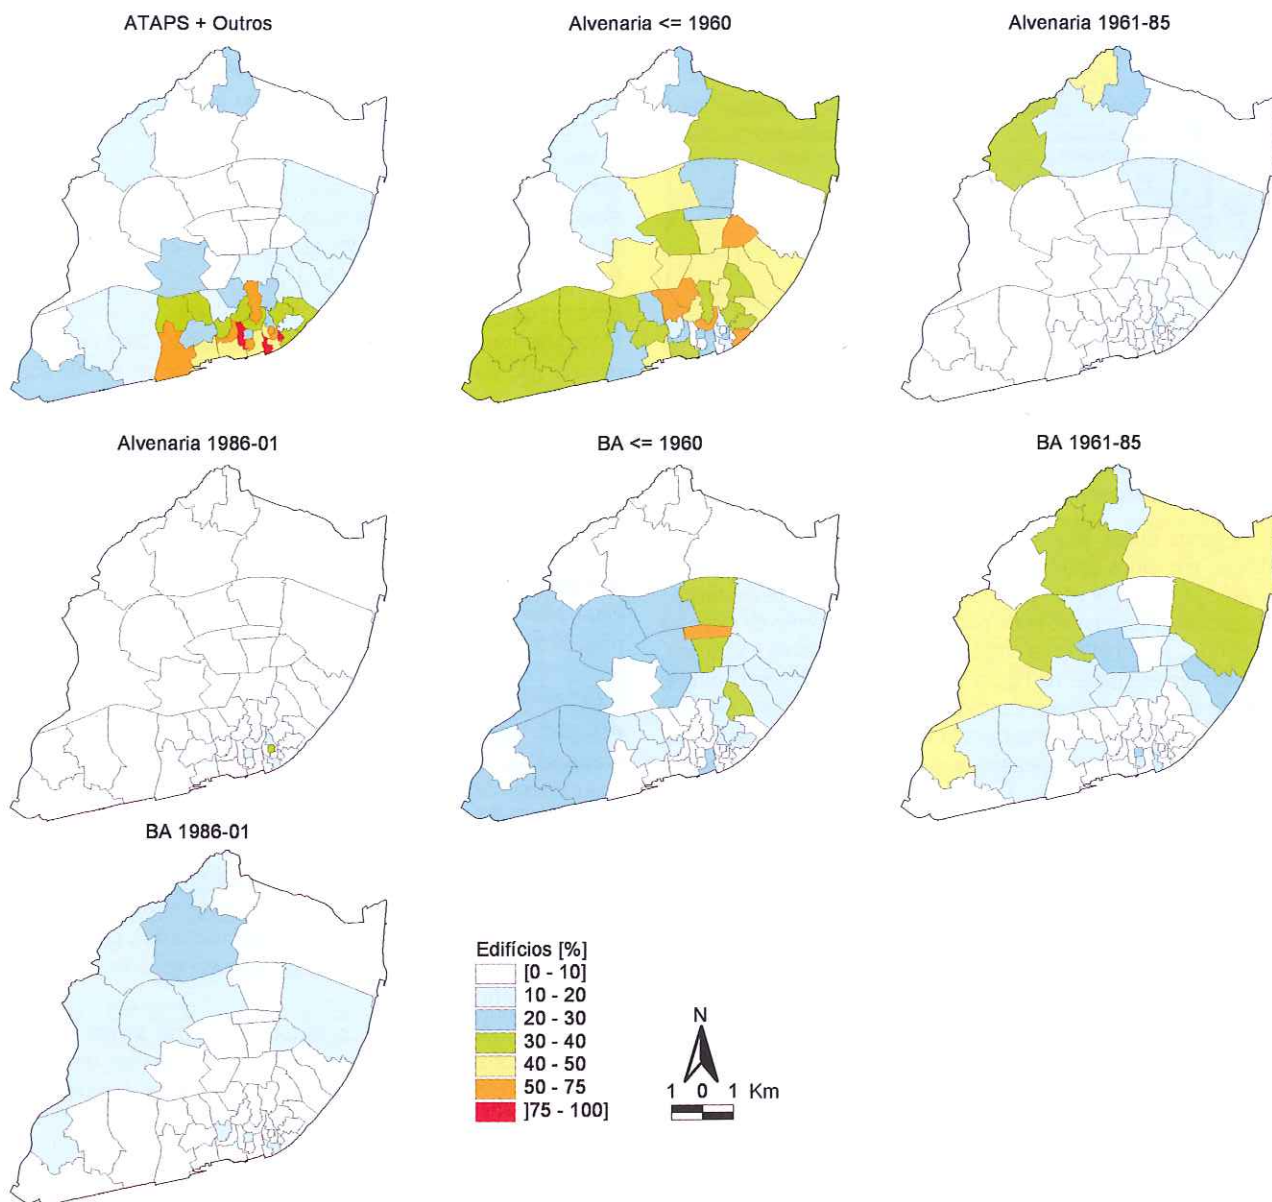 ATAPS + Outros
Alvenaria <= 1960
Alvenaria 1961-85
Alvenaria 1986-01
BA <= 1960
BA 1961-85
BA 1986-01
Edifícios [%]
[0 - 10]
10 - 20
20 - 30
30 - 40
40 - 50
50 - 75
]75 - 100]
N
1 0 1 Km